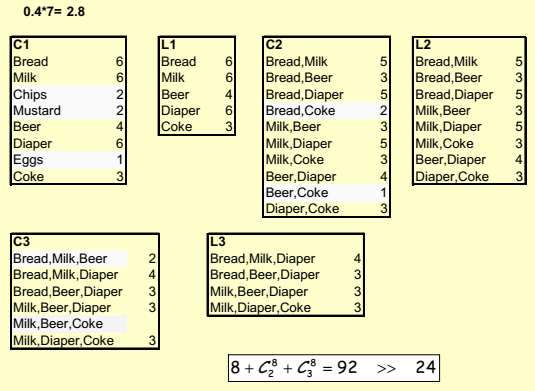 0.4*7= 2.8
C1
Bread 6
Milk 6
Chips 2
Mustard 2
Beer 4
Diaper 6
Eggs 1
Coke 3
L1
Bread 6
Milk 6
Beer 4
Diaper 6
Coke 3
C2
Bread,Milk 5
Bread,Beer 3
Bread,Diaper 5
Bread,Coke 2
Milk,Beer 3
Milk,Diaper 5
Milk,Coke 3
Beer,Diaper 4
Beer,Coke 1
Diaper,Coke 3
L2
Bread,Milk 5
Bread,Beer 3
Bread,Diaper 5
Milk,Beer 3
Milk,Diaper 5
Milk,Coke 3
Beer,Diaper 4
Diaper,Coke 3
C3
Bread,Milk,Beer 2
Bread,Milk,Diaper 4
Bread,Beer,Diaper 3
Milk,Beer,Diaper 3
Milk,Beer,Coke
Milk,Diaper,Coke 3
L3
Bread,Milk,Diaper 4
Bread,Beer,Diaper 3
Milk,Beer,Diaper 3
Milk,Diaper,Coke 3
8 + C₂⁸ + C₃⁸ = 92 >> 24